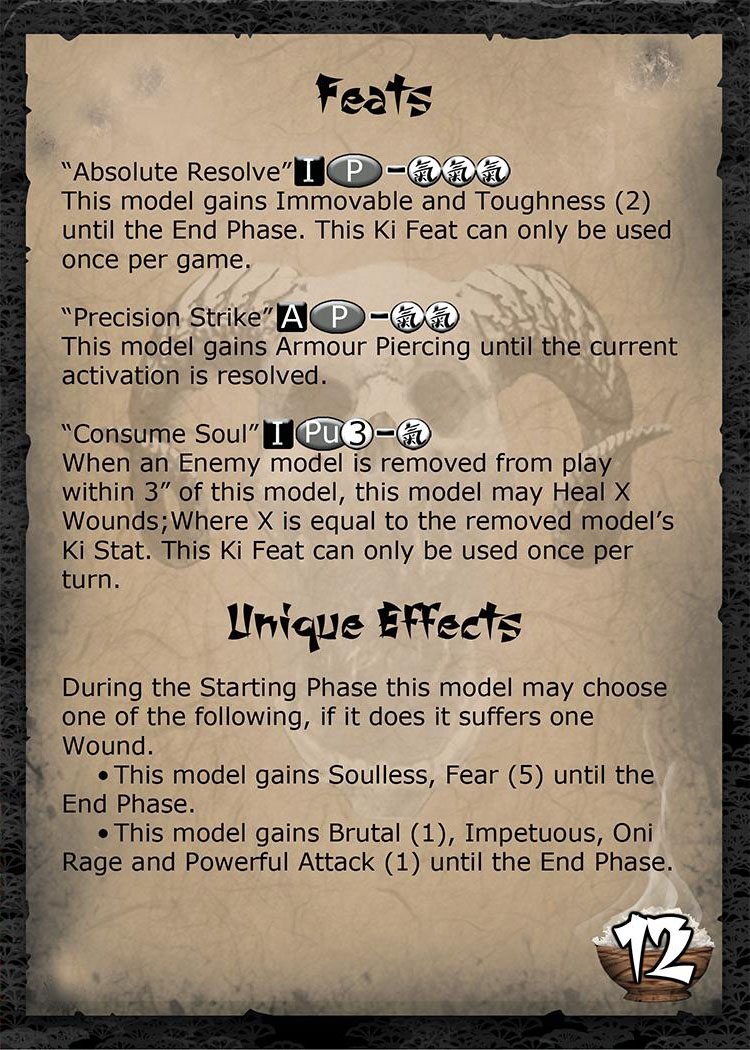 Feats
“Absolute Resolve” I P -氣氣氣
This model gains Immovable and Toughness (2)
until the End Phase. This Ki Feat can only be used
once per game.
“Precision Strike” A P -氣氣
This model gains Armour Piercing until the current
activation is resolved.
“Consume Soul” I Pu3 -氣
When an Enemy model is removed from play
within 3” of this model, this model may Heal X
Wounds;Where X is equal to the removed model’s
Ki Stat. This Ki Feat can only be used once per
turn.
Unique Effects
During the Starting Phase this model may choose
one of the following, if it does it suffers one
Wound.
•This model gains Soulless, Fear (5) until the
End Phase.
•This model gains Brutal (1), Impetuous, Oni
Rage and Powerful Attack (1) until the End Phase.
12